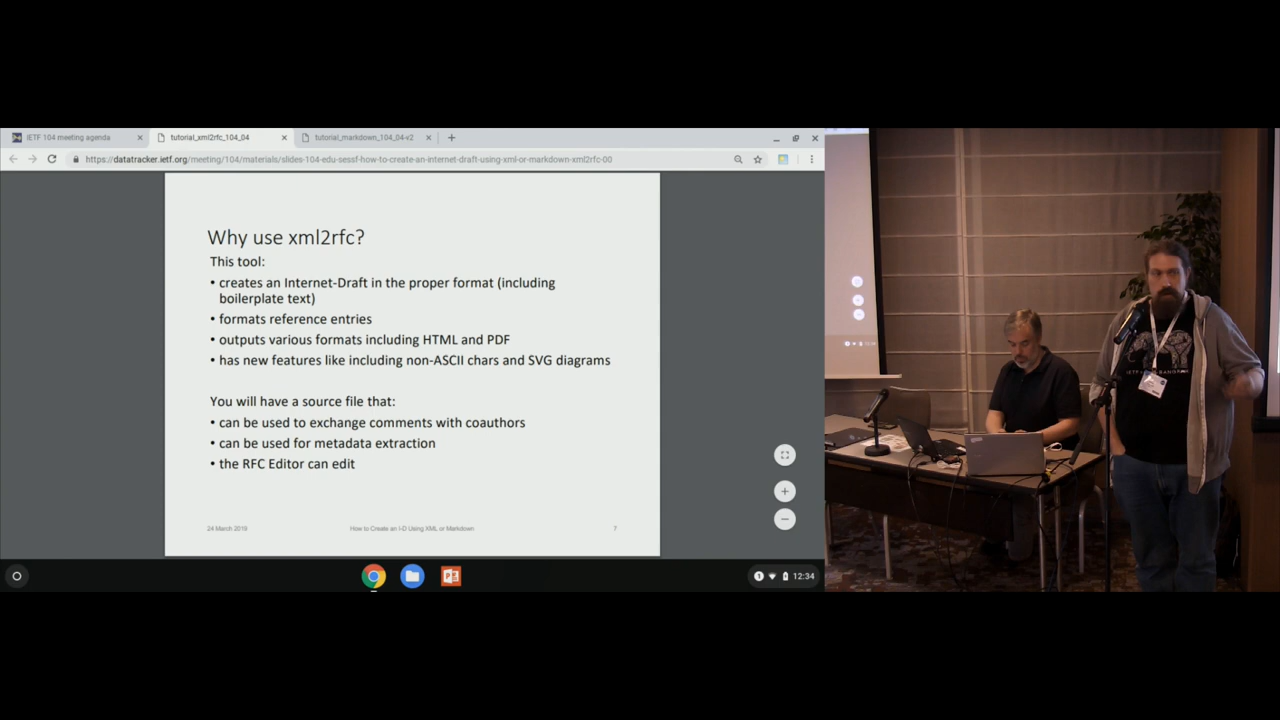 IETF 104 meeting agenda
tutorial_xml2rfc_104_04
tutorial_markdown_104_04-v2
https://datatracker.ietf.org/meeting/104/materials/slides-104-edu-sessf-how-to-create-an-internet-draft-using-xml-or-markdown-xml2rfc-00
Why use xml2rfc?
This tool:
• creates an Internet-Draft in the proper format (including
boilerplate text)
• formats reference entries
• outputs various formats including HTML and PDF
• has new features like including non-ASCII chars and SVG diagrams
You will have a source file that:
• can be used to exchange comments with coauthors
• can be used for metadata extraction
• the RFC Editor can edit
24 March 2019
How to Create an I-D Using XML or Markdown
7
1
12:34